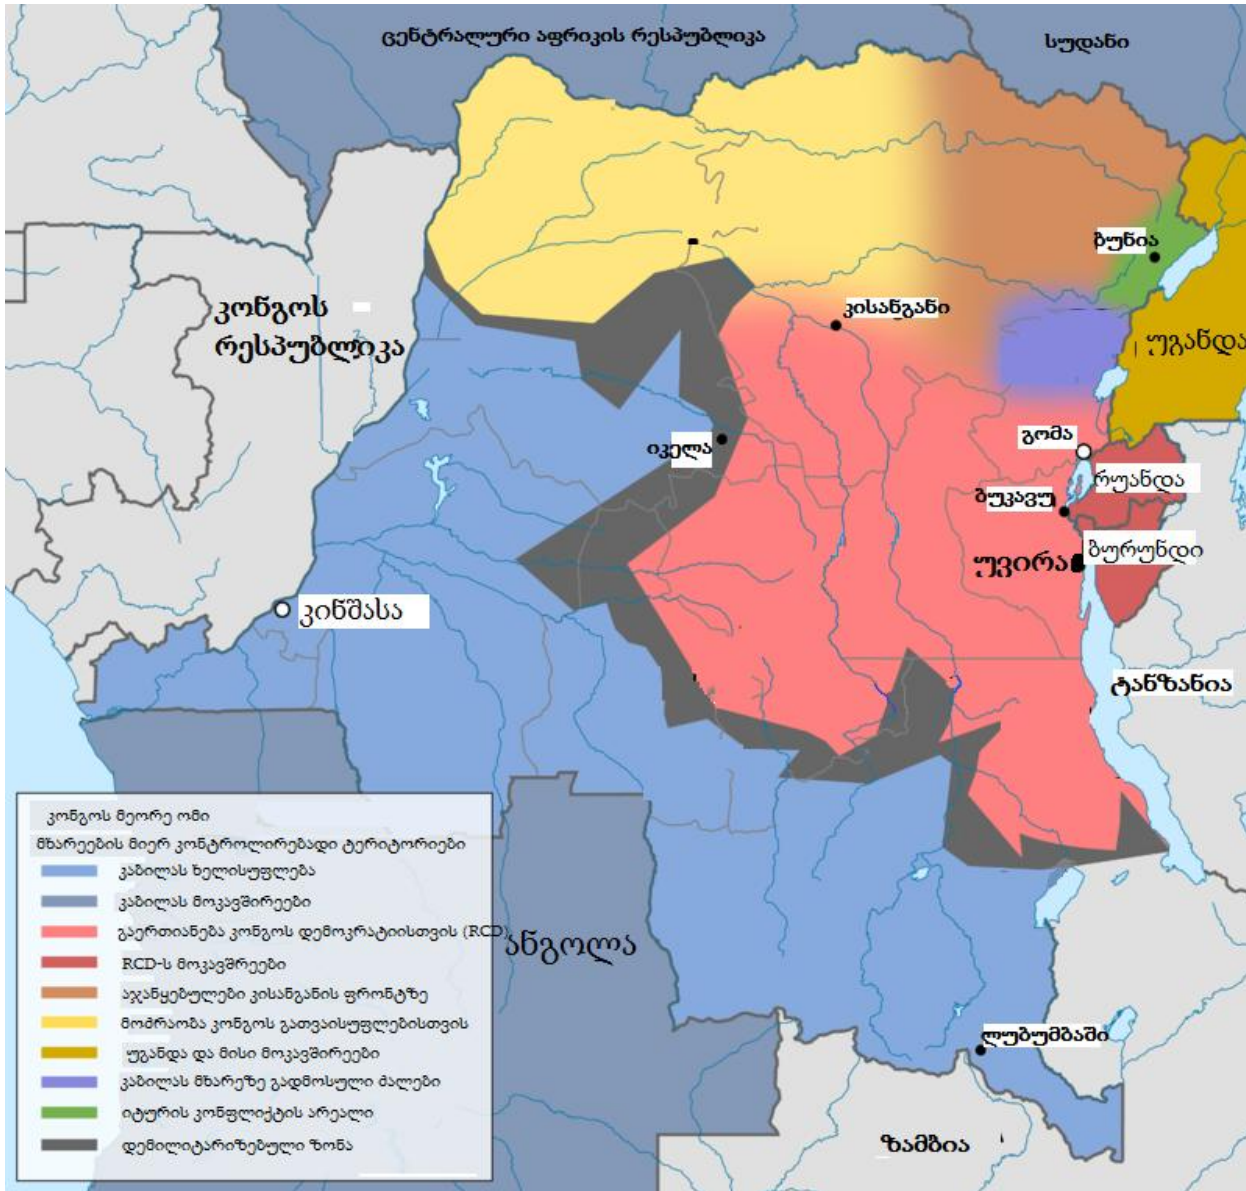 ცენტრალური აფრიკის რესპუბლიკა
სუდანი
ბუნია
კონგოს
რესპუბლიკა
კისანგანი
უგანდა
იკელა
გომა
რუანდა
ბუკავუ
ბურუნდი
უვირა
კინშასა
ტანზანია
კონგოს მეორე ომი
მხარეების მიერ კონტროლირებადი ტერიტორიები
კაბილას ხელისუფლება
კაბილას მოკავშირეები
გაერთიანება კონგოს დემოკრატიისთვის (RCD)
RCD-ს მოკავშრეები
აჯანყებულები კისანგანის ფრონტზე
მოძრაობა კონგოს გათვაისუფლებისთვის
უგანდა და მისი მოკავშირეები
კაბილას მხარეზე გადმოსული ძალები
იტურის კონფლიქტის არეალი
დემილიტარიზებული ზონა
ანგოლა
ლუბუმბაში
ზამბია